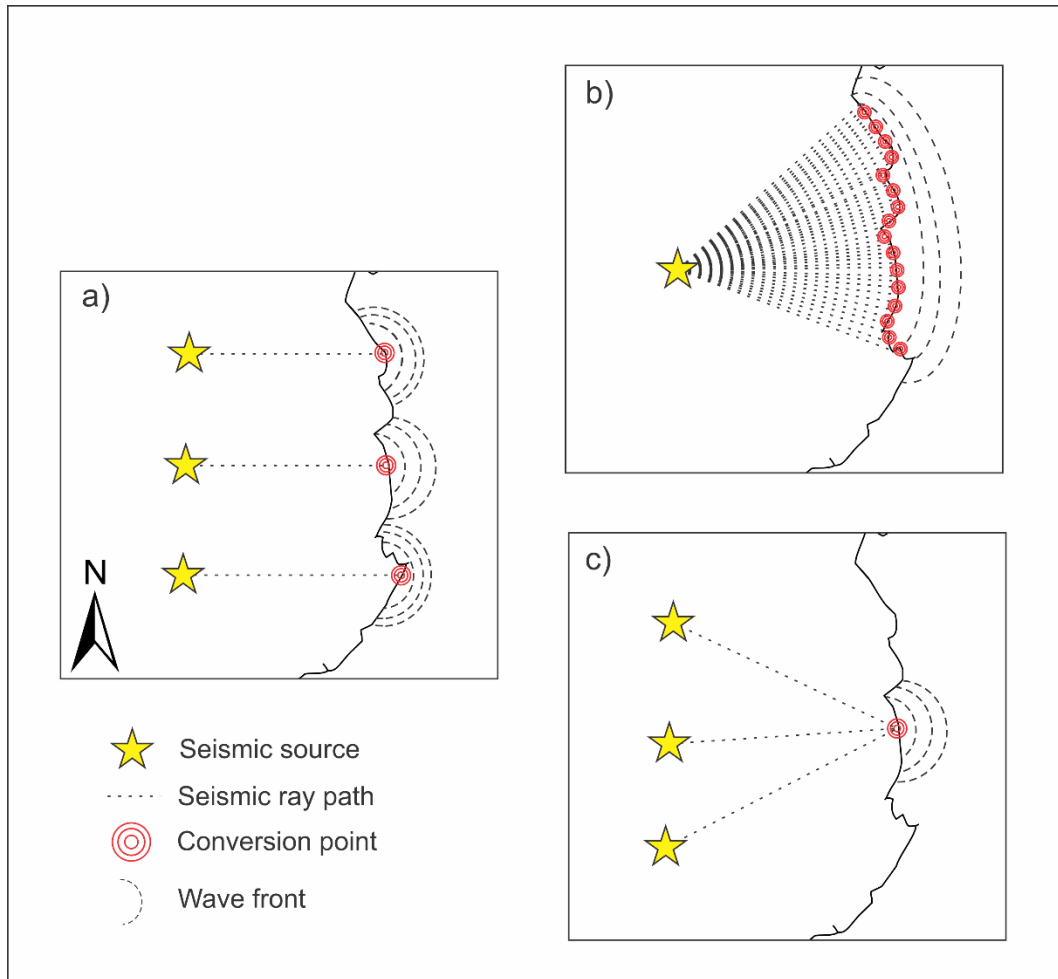 b)
a)
N
c)
Seismic source
Seismic ray path
Conversion point
Wave front